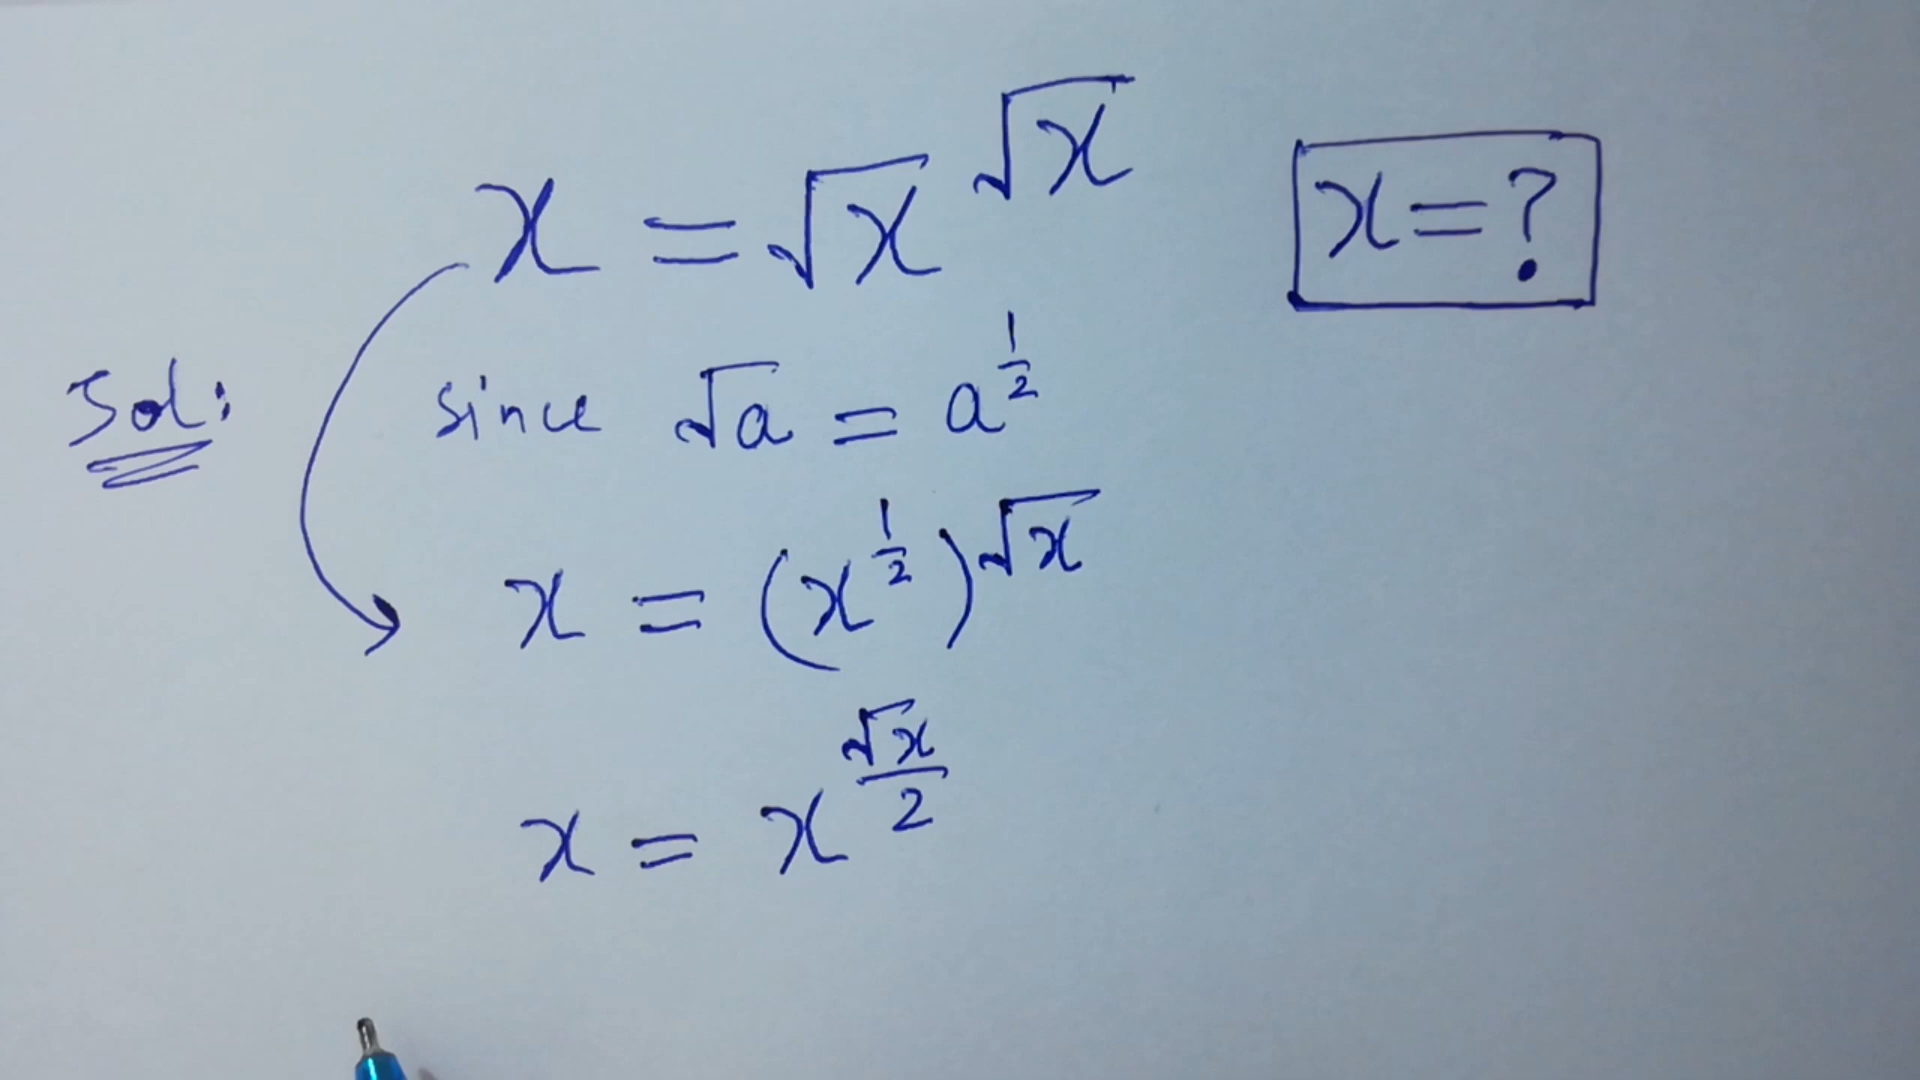 x = √x^√x
x = ?
Sol:
since √a = a^½
x = (x^½)^√x
x = x^(√x/2)